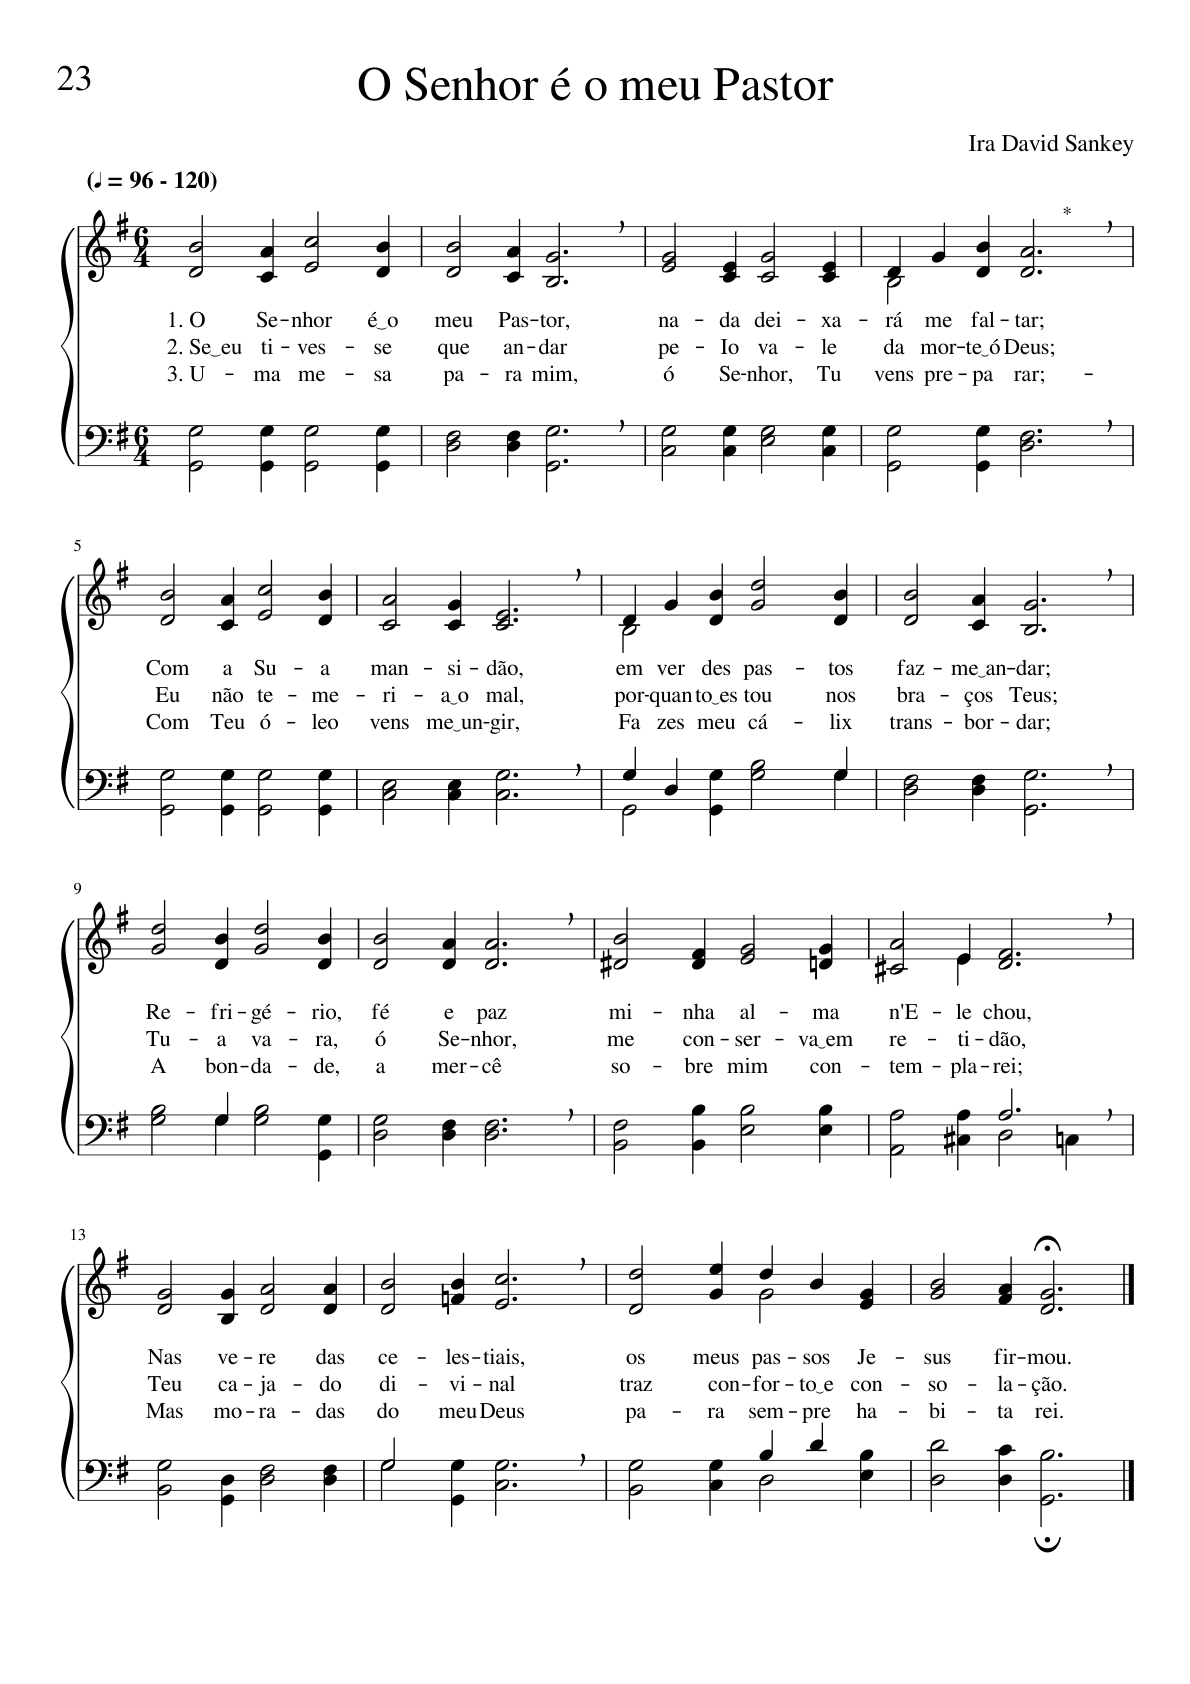 23
O Senhor é o meu Pastor
Ira David Sankey
(♩ = 96 - 120)
*
1. O Se – nhor é‿o meu Pas – tor, na – da dei – xa – rá me fal – tar;
2. Se‿eu ti – ves – se que an – dar pe – Io va – le da mor – te‿ó Deus;
3. U – ma me – sa pa – ra mim, ó Se – nhor, Tu vens pre – pa rar; –
5
Com a Su – a man – si – dão, em ver des pas – tos faz – me‿an – dar;
Eu não te – me – ri – a‿o mal, por – quan to‿es tou nos bra – ços Teus;
Com Teu ó – leo vens me‿un – gir, Fa zes meu cá – lix trans – bor – dar;
9
Re – fri – gé – rio, fé e paz mi – nha al – ma n'E – le chou,
Tu – a va – ra, ó Se – nhor, me con – ser – va‿em re – ti – dão,
A bon – da – de, a mer – cê so – bre mim con – tem – pla – rei;
13
Nas ve – re das ce – les – tiais, os meus pas – sos Je – sus fir – mou.
Teu ca – ja – do di – vi – nal traz con – for – to‿e con – so – la – ção.
Mas mo – ra – das do meu Deus pa – ra sem – pre ha – bi – ta rei.